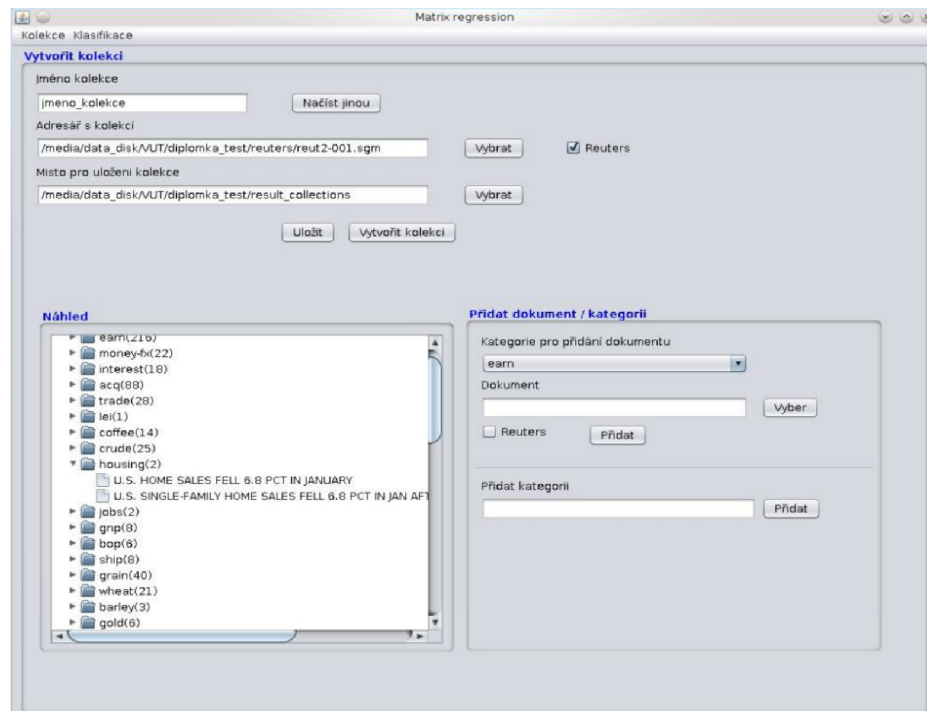 Matrix regression
Kolekce Klasifikace
Vytvořit kolekci
Jméno kolekce
jmeno_kolekce
Načíst jinou
Adresář s kolekcí
/media/data_disk/VUT/diplomka_test/reuters/reut2-001.sgm
Vybrat
Reuters
Místo pro uložení kolekce
/media/data_disk/VUT/diplomka_test/result_collections
Vybrat
Uložit
Vytvořit kolekci
Náhled
earn(216)
money-fx(22)
interest(18)
acq(88)
trade(28)
lei(1)
coffee(14)
crude(25)
housing(2)
U.S. HOME SALES FELL 6.8 PCT IN JANUARY
U.S. SINGLE-FAMILY HOME SALES FELL 6.8 PCT IN JAN AFT
jobs(2)
gnp(8)
bop(6)
ship(8)
grain(40)
wheat(21)
barley(3)
gold(6)
Přidat dokument / kategorii
Kategorie pro přidání dokumentu
earn
Dokument
Vyber
Reuters
Přidat
Přidat kategorii
Přidat